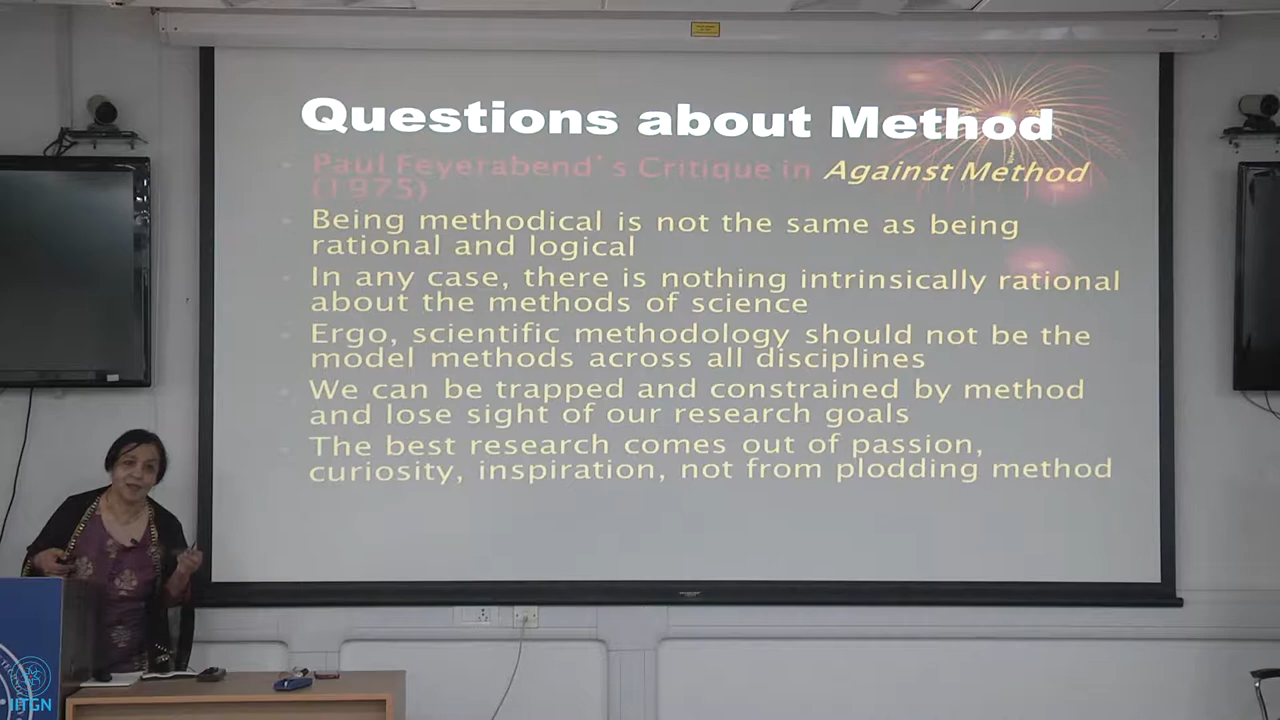 Questions about Method
Paul Feyerabend's Critique in Against Method
(1975)
Being methodical is not the same as being
rational and logical
In any case, there is nothing intrinsically rational
about the methods of science
Ergo, scientific methodology should not be the
model methods across all disciplines
We can be trapped and constrained by method
and lose sight of our research goals
The best research comes out of passion,
curiosity, inspiration, not from plodding method
IITGN